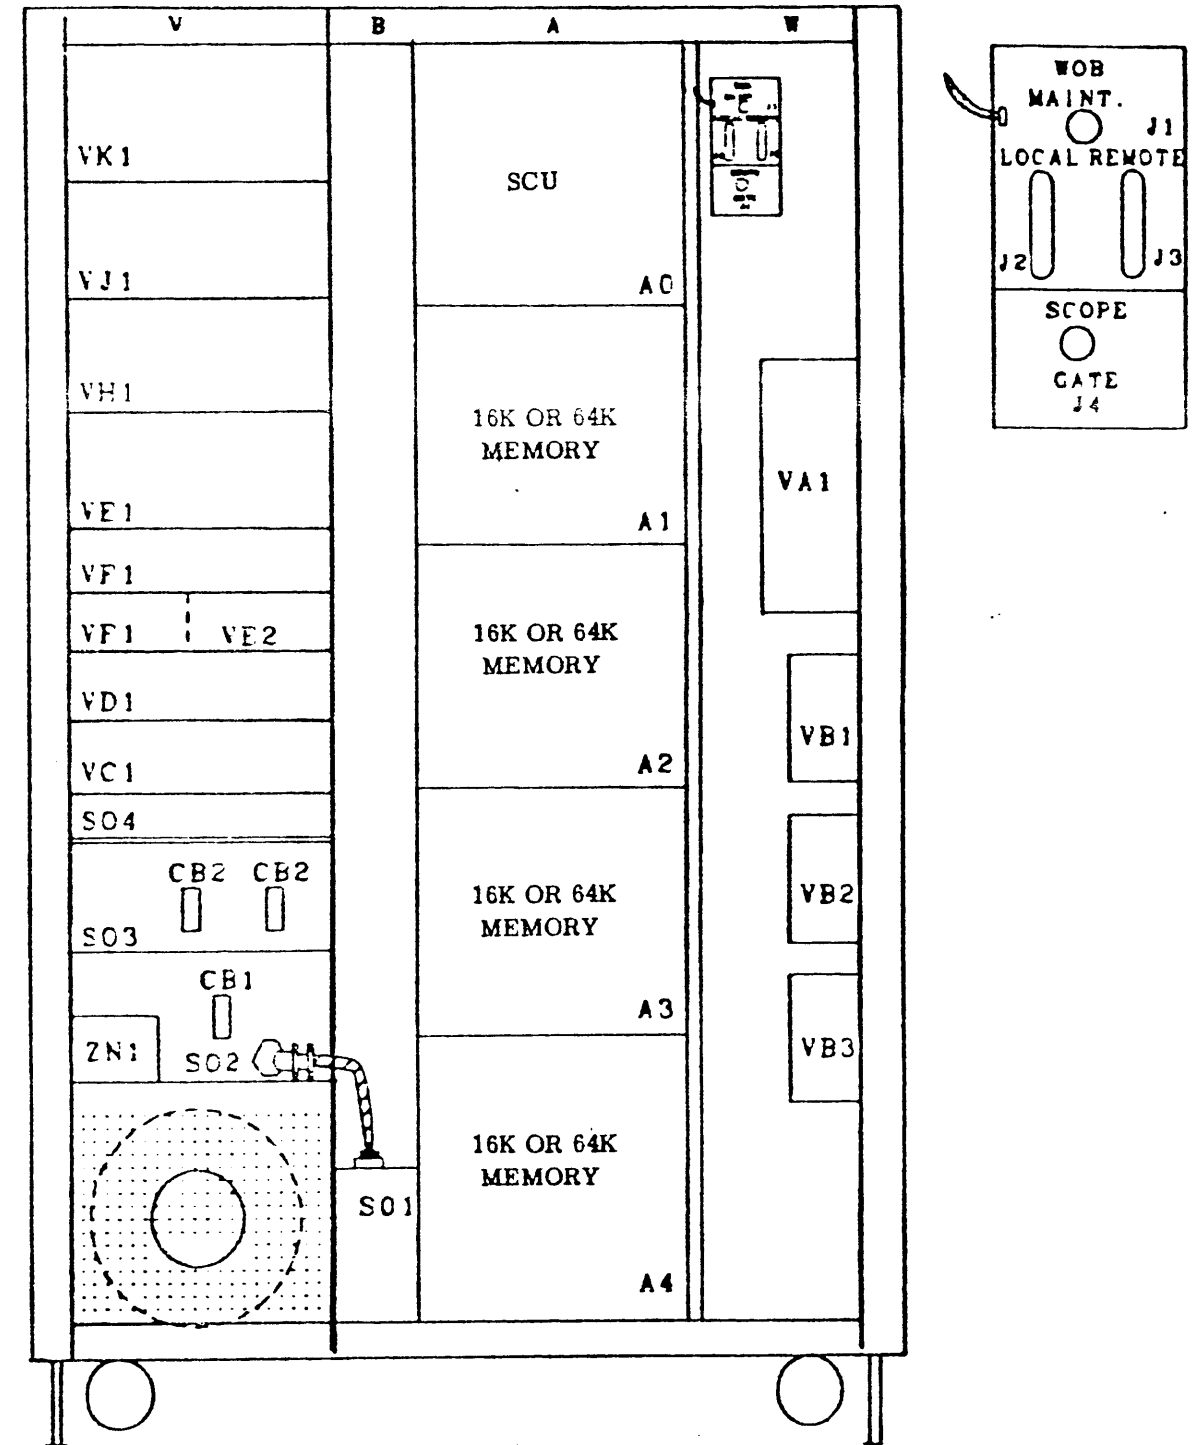 V
B
A
W
VK1
VJ1
VH1
VE1
VF1
VF1
VE2
VD1
VC1
SO4
CB2 CB2
SO3
CB1
ZN1
SO2
SO1
SCU
A0
16K OR 64K
MEMORY
A1
16K OR 64K
MEMORY
A2
16K OR 64K
MEMORY
A3
16K OR 64K
MEMORY
A4
VA1
VB1
VB2
VB3
WOB
MAINT.
J1
LOCAL REMOTE
J2
J3
SCOPE
GATE
J4